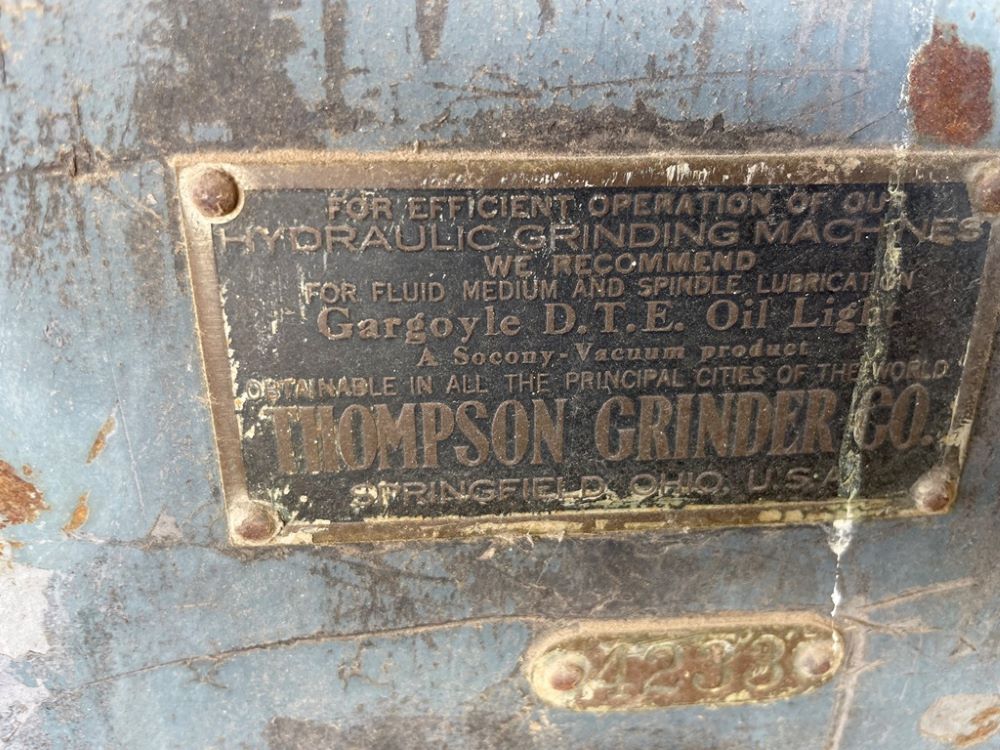 FOR EFFICIENT OPERATION OF OUR
HYDRAULIC GRINDING MACHINES
WE RECOMMEND
FOR FLUID MEDIUM AND SPINDLE LUBRICATION
Gargoyle D.T.E. Oil Light
A Socony-Vacuum product
OBTAINABLE IN ALL THE PRINCIPAL CITIES OF THE WORLD
THOMPSON GRINDER CO.
SPRINGFIELD, OHIO, U.S.A.
4233